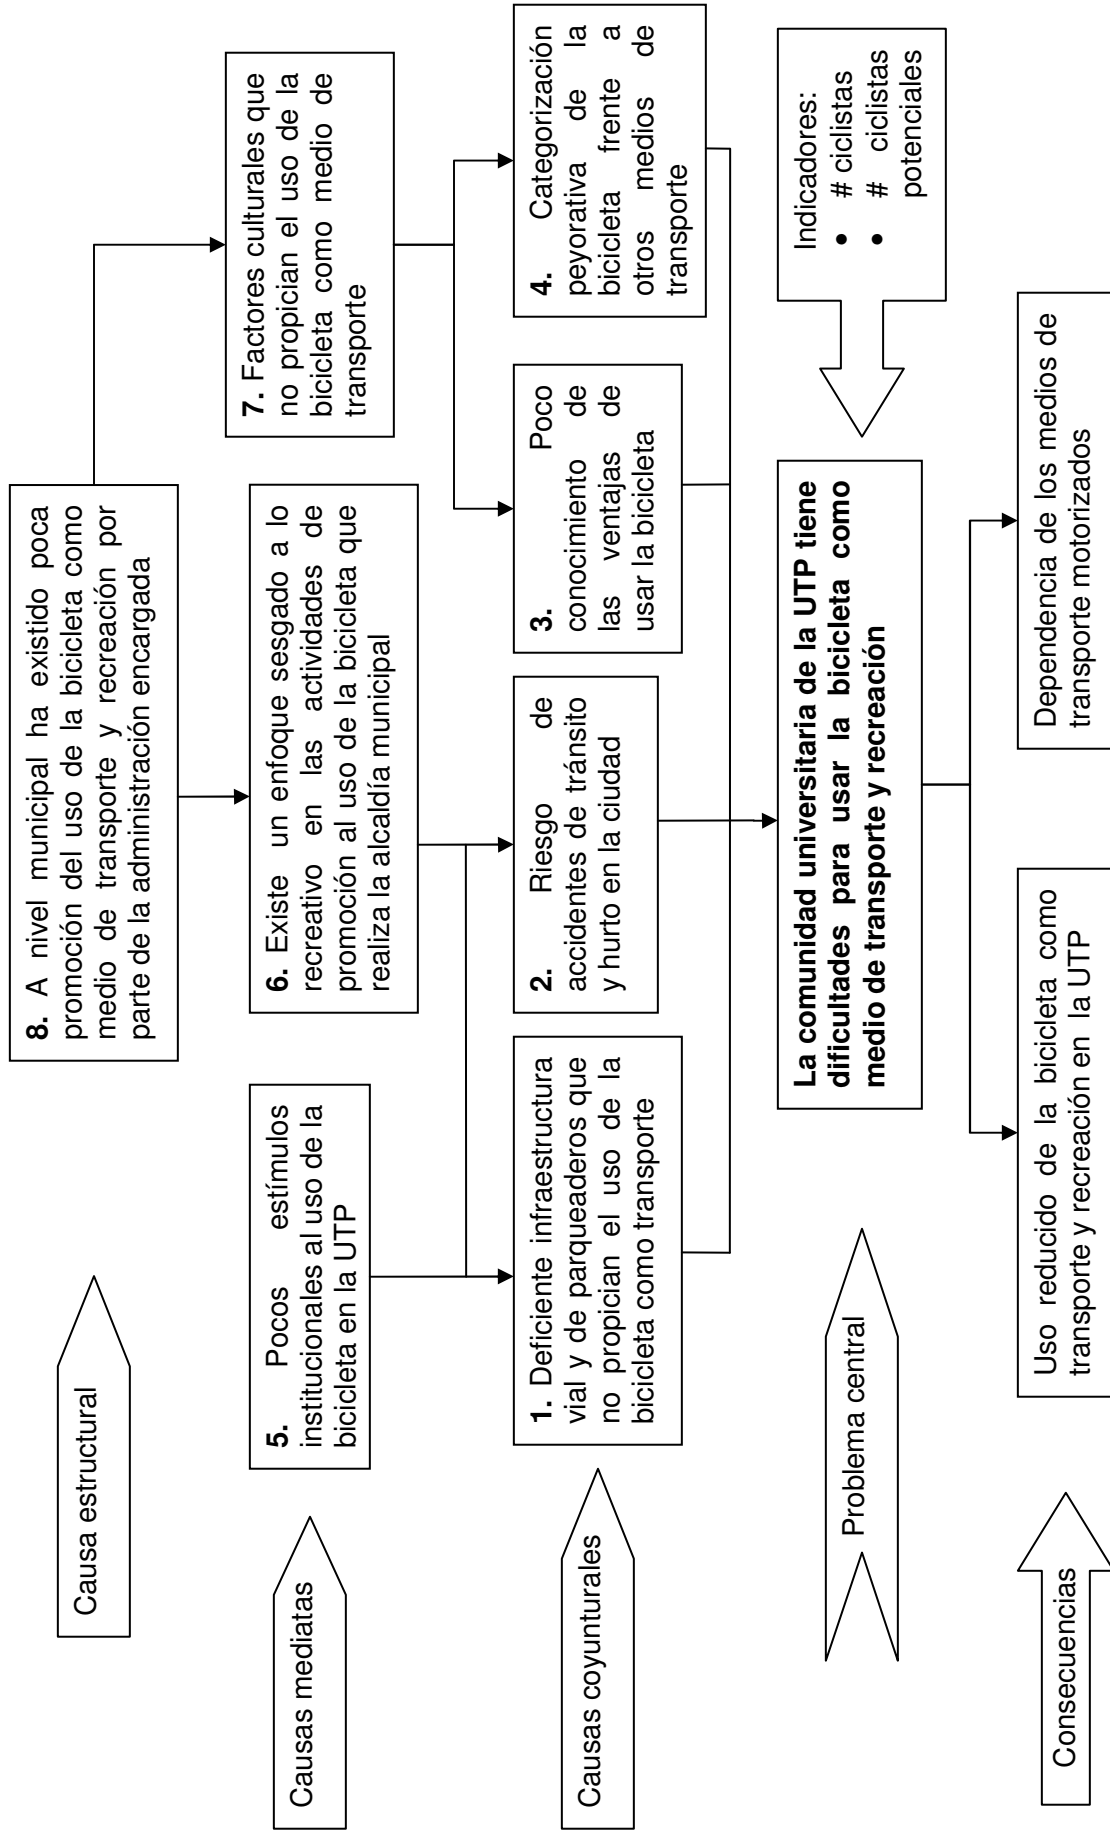 Causa estructural
8. A nivel municipal ha existido poca
promoción del uso de la bicicleta como
medio de transporte y recreación por
parte de la administración encargada
Causas mediatas
5. Pocos estímulos
institucionales al uso de la
bicicleta en la UTP
6. Existe un enfoque sesgado a lo
recreativo en las actividades de
promoción al uso de la bicicleta que
realiza la alcaldía municipal
7. Factores culturales que
no propician el uso de la
bicicleta como medio de
transporte
Causas coyunturales
1. Deficiente infraestructura
vial y de parqueaderos que
no propician el uso de la
bicicleta como transporte
2. Riesgo de
accidentes de tránsito
y hurto en la ciudad
3. Poco
conocimiento de
las ventajas de
usar la bicicleta
4. Categorización
peyorativa de la
bicicleta frente a
otros medios de
transporte
Problema central
La comunidad universitaria de la UTP tiene
dificultades para usar la bicicleta como
medio de transporte y recreación
Indicadores:
• # ciclistas
• # ciclistas
potenciales
Consecuencias
Uso reducido de la bicicleta como
transporte y recreación en la UTP
Dependencia de los medios de
transporte motorizados